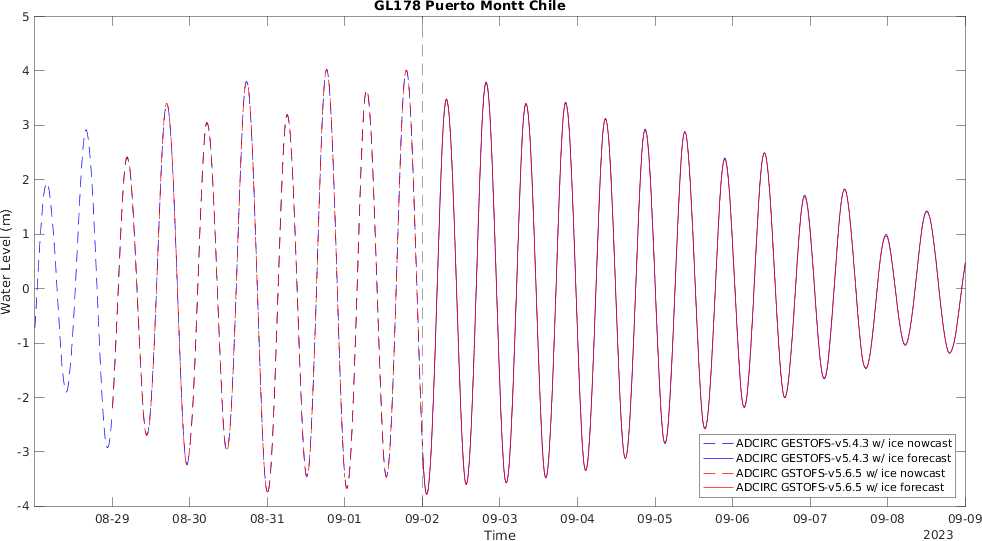 GL178 Puerto Montt Chile
5
4
3
2
1
0
-1
-2
-3
-4
Water Level (m)
ADCIRC GESTOFS-v5.4.3 w/ ice nowcast
ADCIRC GESTOFS-v5.4.3 w/ ice forecast
ADCIRC GSTOFS-v5.6.5 w/ ice nowcast
ADCIRC GSTOFS-v5.6.5 w/ ice forecast
08-29 08-30 08-31 09-01 09-02 09-03 09-04 09-05 09-06 09-07 09-08 09-09
Time
2023